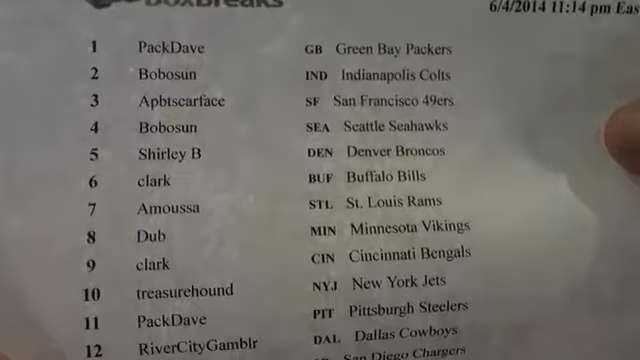 BoxBreaks
6/4/2014 11:14 pm Eas
1 PackDave GB Green Bay Packers
2 Bobosun IND Indianapolis Colts
3 Apbtscarface SF San Francisco 49ers
4 Bobosun SEA Seattle Seahawks
5 Shirley B DEN Denver Broncos
6 clark BUF Buffalo Bills
7 Amoussa STL St. Louis Rams
8 Dub MIN Minnesota Vikings
9 clark CIN Cincinnati Bengals
10 treasurehound NYJ New York Jets
11 PackDave PIT Pittsburgh Steelers
12 RiverCityGamblr DAL Dallas Cowboys
San Diego Chargers